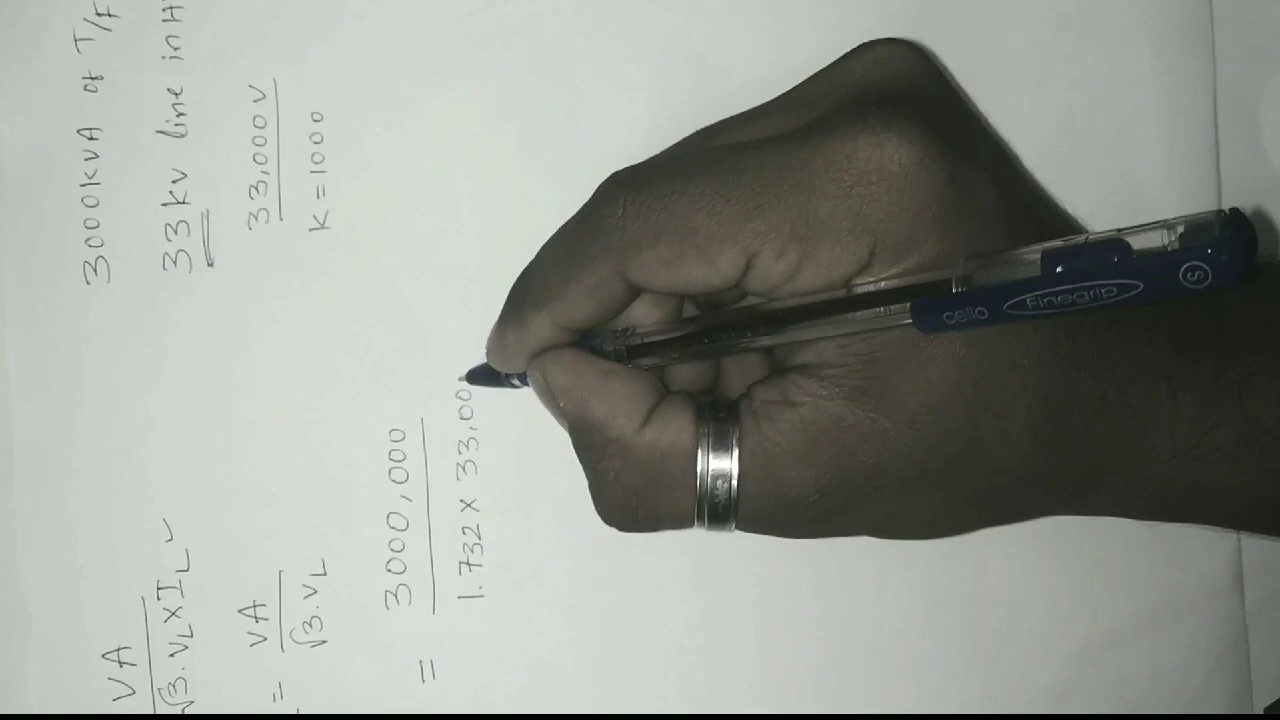 3000KVA of T/F
33KV line in H
33,000V
K=1000
VA
√3.VL×IL
= VA
√3.VL
= 3000,000
1.732×33,00
cello Finegrip
S